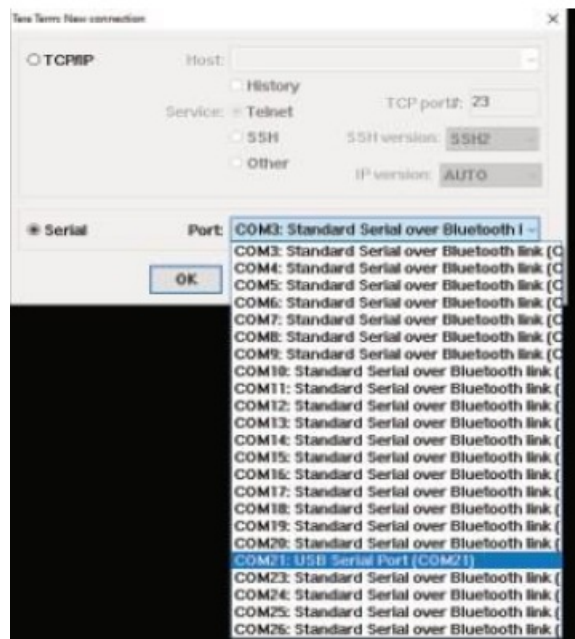 Tera Term: New connection
TCP/IP
Host:
History
Service:
Telnet
TCP port#: 23
SSH
SSH version: SSH2
Other
IP version: AUTO
Serial
Port: COM3: Standard Serial over Bluetooth l
COM3: Standard Serial over Bluetooth link (C
OK
COM4: Standard Serial over Bluetooth link (C
COM5: Standard Serial over Bluetooth link (C
COM6: Standard Serial over Bluetooth link (C
COM7: Standard Serial over Bluetooth link (C
COM8: Standard Serial over Bluetooth link (C
COM9: Standard Serial over Bluetooth link (C
COM10: Standard Serial over Bluetooth link (
COM11: Standard Serial over Bluetooth link (
COM12: Standard Serial over Bluetooth link (
COM13: Standard Serial over Bluetooth link (
COM14: Standard Serial over Bluetooth link (
COM15: Standard Serial over Bluetooth link (
COM16: Standard Serial over Bluetooth link (
COM17: Standard Serial over Bluetooth link (
COM18: Standard Serial over Bluetooth link (
COM19: Standard Serial over Bluetooth link (
COM20: Standard Serial over Bluetooth link (
COM21: USB Serial Port (COM21)
COM23: Standard Serial over Bluetooth link (
COM24: Standard Serial over Bluetooth link (
COM25: Standard Serial over Bluetooth link (
COM26: Standard Serial over Bluetooth link (